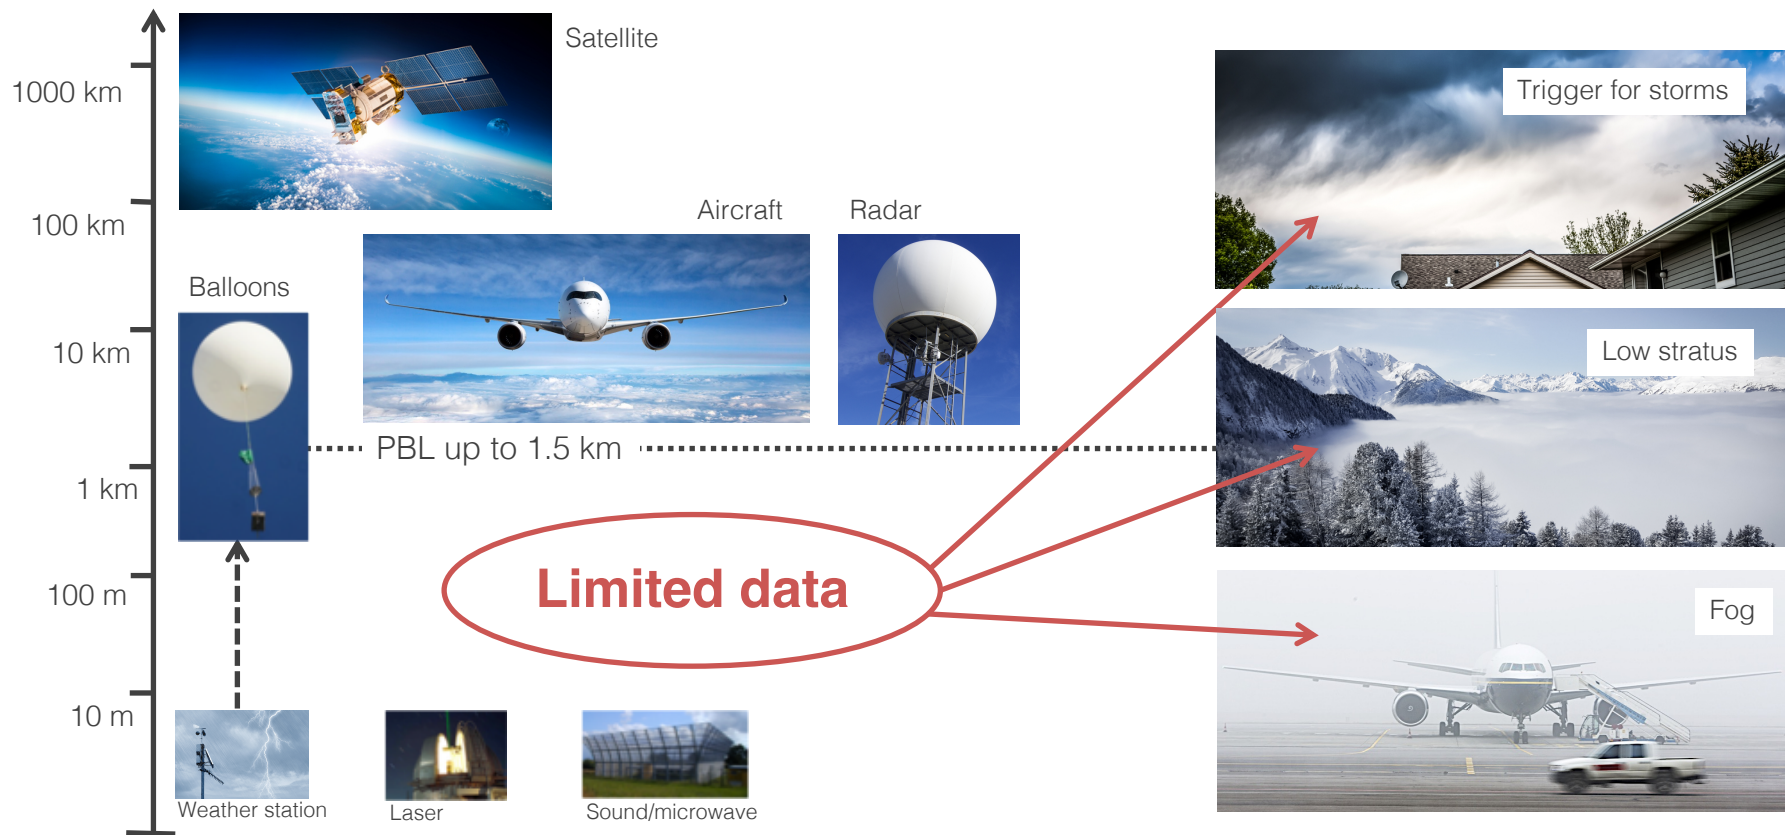 1000 km
100 km
10 km
1 km
100 m
10 m
Satellite
Aircraft
Radar
Balloons
PBL up to 1.5 km
Limited data
Weather station
Laser
Sound/microwave
Trigger for storms
Low stratus
Fog